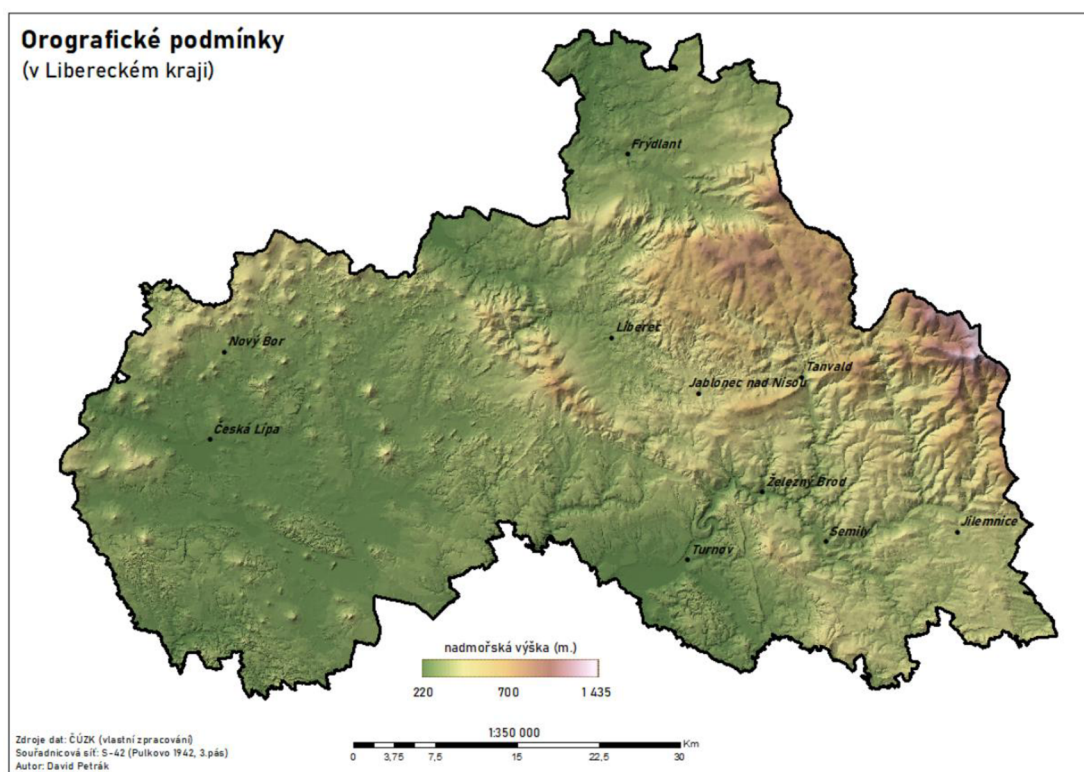 Orografické podmínky
(v Libereckém kraji)
Frýdlant
Nový Bor
Liberec
Tanvald
Jablonec nad Nisou
Česká Lípa
Železný Brod
Semily
Jilemnice
Turnov
nadmořská výška (m.)
220 700 1 435
1:350 000
Km
0 3,75 7,5 15 22,5 30
Zdroje dat: ČÚZK (vlastní zpracování)
Souřadnicová síť: S-42 (Pulkovo 1942, 3.pás)
Autor: David Petrák